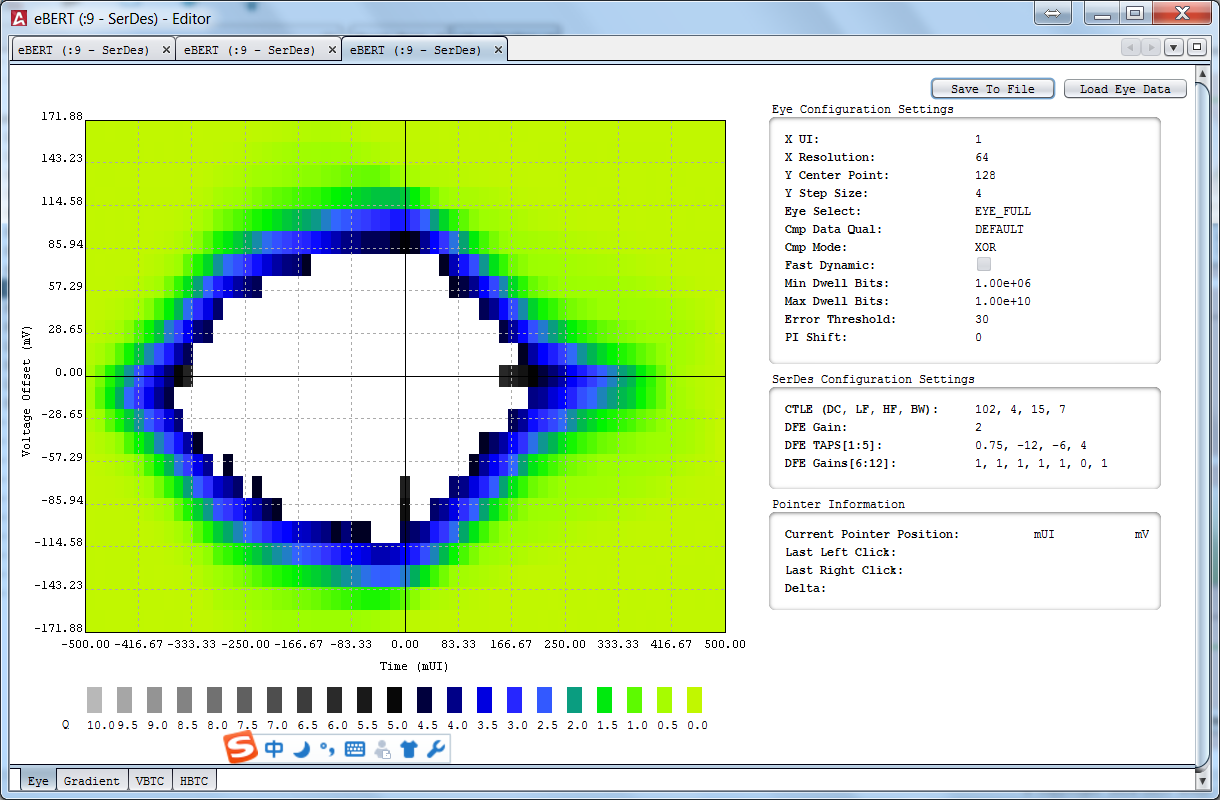 eBERT (:9 - SerDes) - Editor
eBERT (:9 - SerDes) eBERT (:9 - SerDes) eBERT (:9 - SerDes)
Save To File Load Eye Data
Eye Configuration Settings
X UI: 1
X Resolution: 64
Y Center Point: 128
Y Step Size: 4
Eye Select: EYE_FULL
Cmp Data Qual: DEFAULT
Cmp Mode: XOR
Fast Dynamic:
Min Dwell Bits: 1.00e+06
Max Dwell Bits: 1.00e+10
Error Threshold: 30
PI Shift: 0
SerDes Configuration Settings
CTLE (DC, LF, HF, BW): 102, 4, 15, 7
DFE Gain: 2
DFE TAPS[1:5]: 0.75, -12, -6, 4
DFE Gains[6:12]: 1, 1, 1, 1, 1, 0, 1
Pointer Information
Current Pointer Position: mUI mV
Last Left Click:
Last Right Click:
Delta:
171.88
143.23
114.58
85.94
57.29
28.65
0.00
-28.65
-57.29
-85.94
-114.58
-143.23
-171.88
Voltage Offset (mV)
-500.00 -416.67 -333.33 -250.00 -166.67 -83.33 0.00 83.33 166.67 250.00 333.33 416.67 500.00
Time (mUI)
Q 10.0 9.5 9.0 8.5 8.0 7.5 7.0 6.5 6.0 5.5 5.0 4.5 4.0 3.5 3.0 2.5 2.0 1.5 1.0 0.5 0.0
S 中
Eye Gradient VBTC HBTC